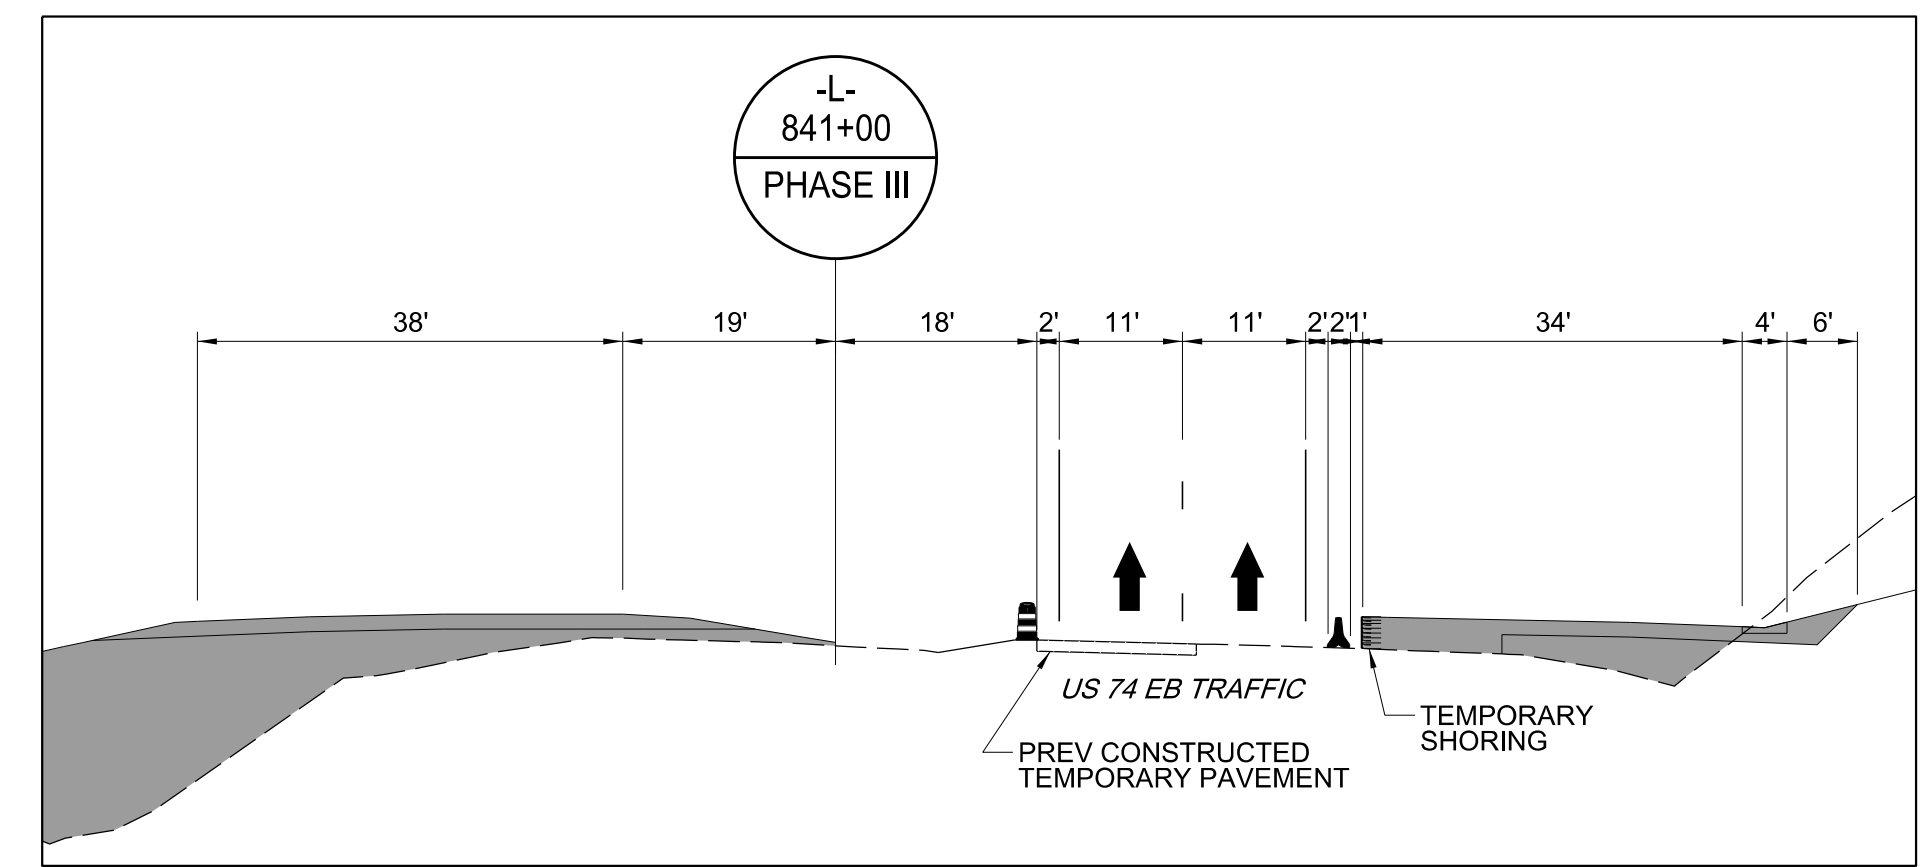 -L-
841+00
PHASE III
38' 19' 18' 2' 11' 11' 2' 2' 1' 34' 4' 6'
US 74 EB TRAFFIC
TEMPORARY
SHORING
PREV CONSTRUCTED
TEMPORARY PAVEMENT